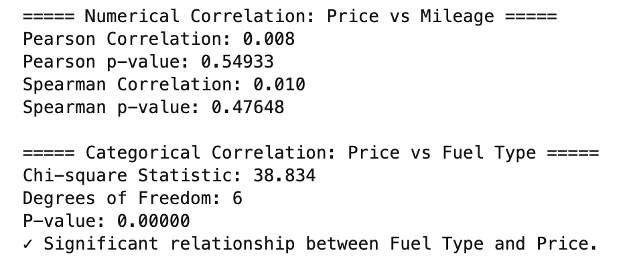 ===== Numerical Correlation: Price vs Mileage =====
Pearson Correlation: 0.008
Pearson p-value: 0.54933
Spearman Correlation: 0.010
Spearman p-value: 0.47648
===== Categorical Correlation: Price vs Fuel Type =====
Chi-square Statistic: 38.834
Degrees of Freedom: 6
P-value: 0.00000
✓ Significant relationship between Fuel Type and Price.